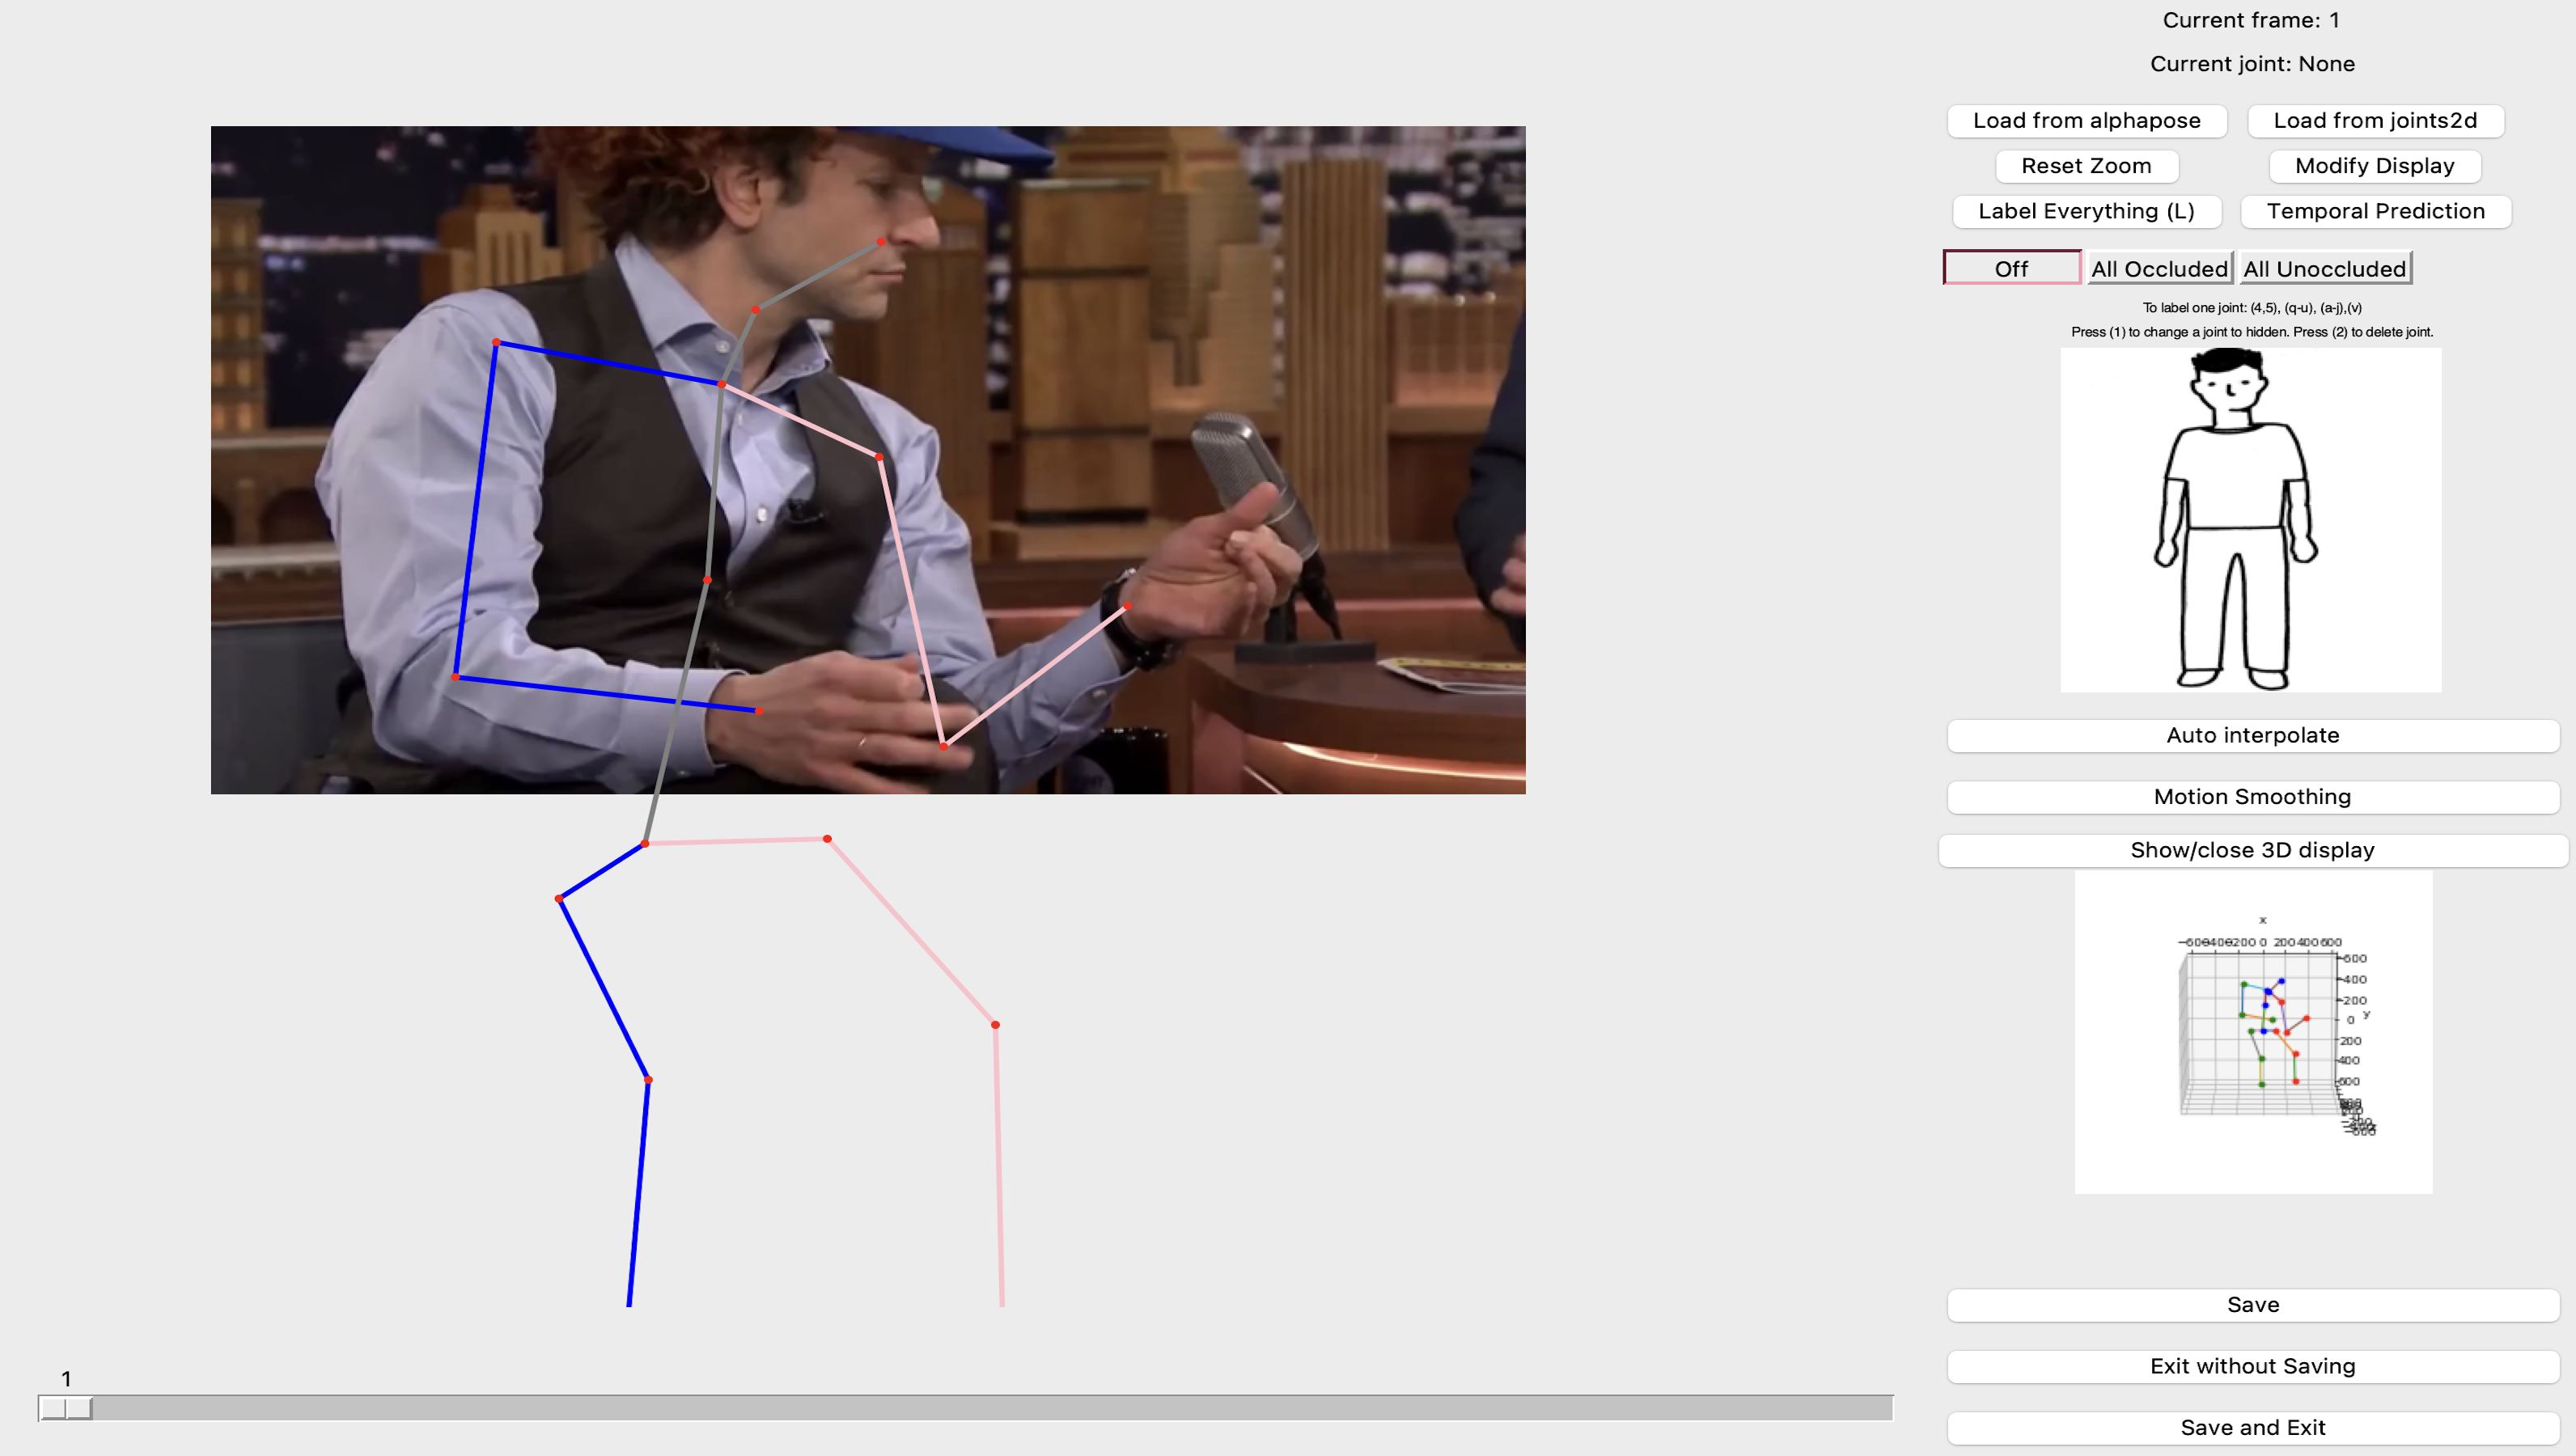 Current frame: 1
Current joint: None
Load from alphapose Load from joints2d
Reset Zoom Modify Display
Label Everything (L) Temporal Prediction
Off All Occluded All Unoccluded
To label one joint: (4,5), (q-u), (a-j),(v)
Press (1) to change a joint to hidden. Press (2) to delete joint.
Auto interpolate
Motion Smoothing
Show/close 3D display
x
0 200 400 600
-600
-400
-200
0 y
200
400
600
Save
1
Exit without Saving
Save and Exit